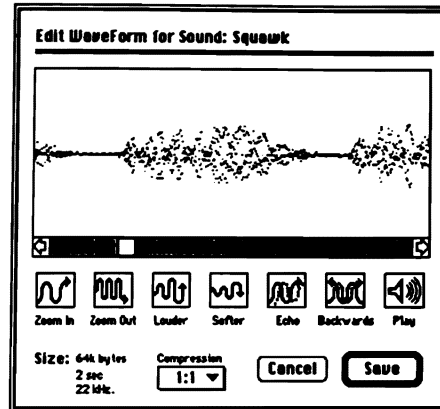 Edit WaveForm for Sound: Squawk
Zoom In Zoom Out Louder Softer Echo Backwards Play
Size: 64k bytes
2 sec
22 kHz.
Compression
1:1
Cancel
Save